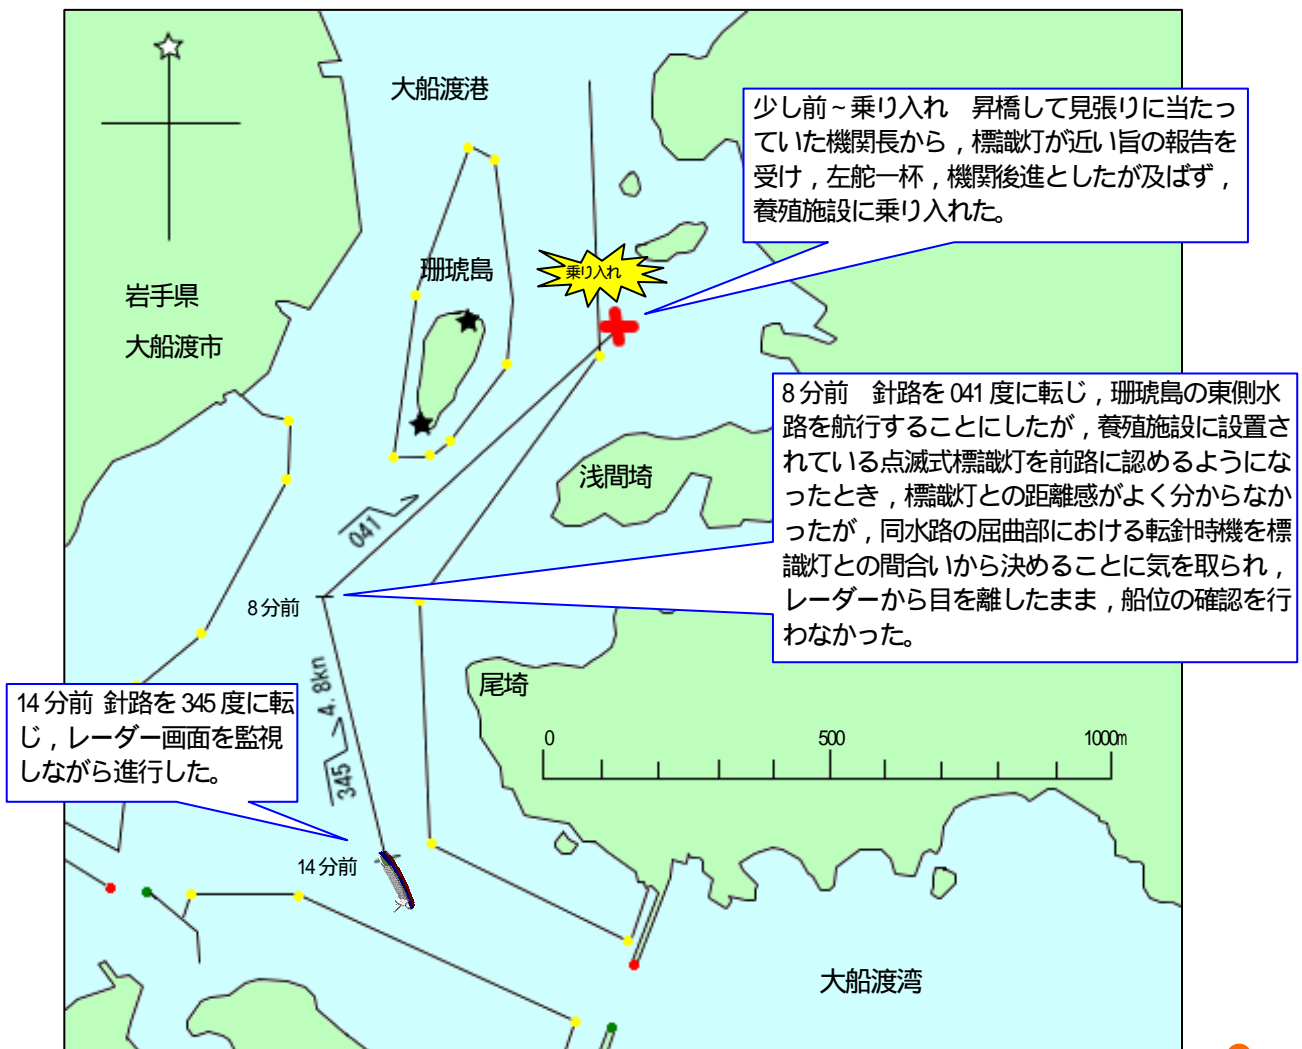 大船渡港
少し前~乗り入れ 昇橋して見張りに当たっ
ていた機関長から，標識灯が近い旨の報告を
受け，左舵一杯，機関後進としたが及ばず，
養殖施設に乗り入れた。
珊琥島
乗り入れ
岩手県
大船渡市
8分前 針路を041度に転じ，珊琥島の東側水
路を航行することにしたが，養殖施設に設置さ
れている点滅式標識灯を前路に認めるようにな
ったとき，標識灯との距離感がよく分からなか
ったが，同水路の屈曲部における転針時機を標
識灯との間合いから決めることに気を取られ，
レーダーから目を離したまま，船位の確認を行
わなかった。
浅間埼
041
8分前
尾埼
345 4.8kn
14分前 針路を345度に転
じ，レーダー画面を監視
しながら進行した。
0 500 1000m
14分前
大船渡湾